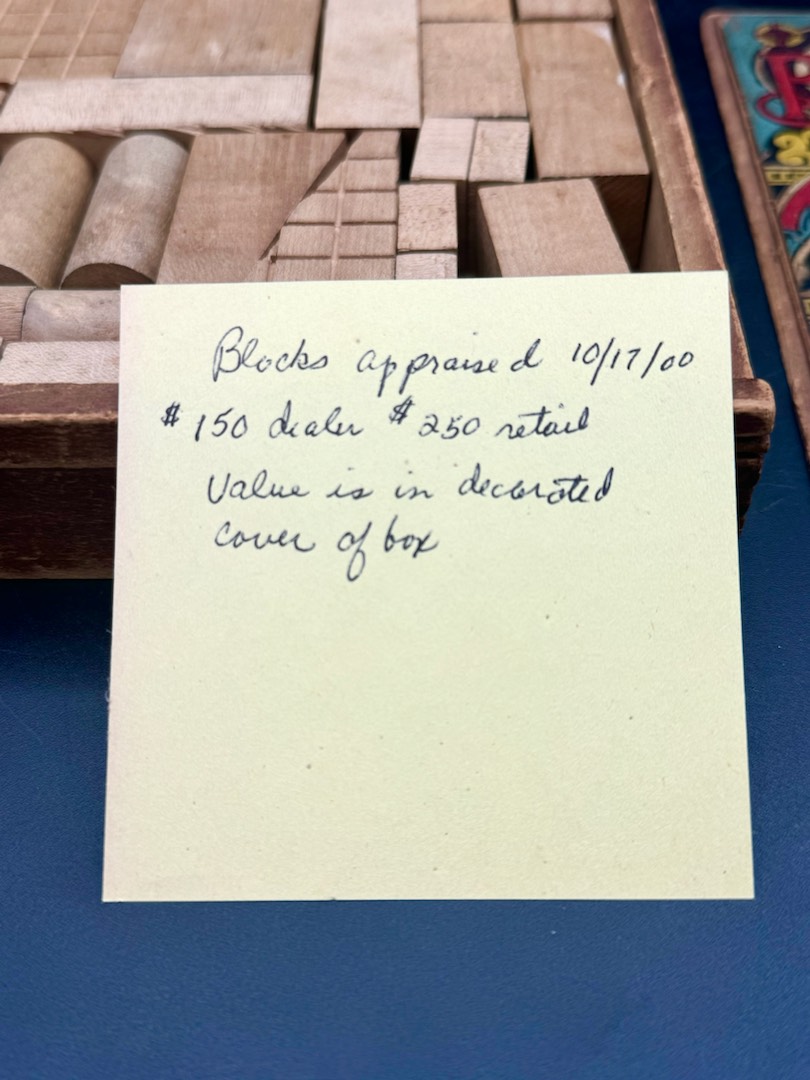 Blocks appraised 10/17/00
$150 dealer $250 retail
Value is in decorated
cover of box